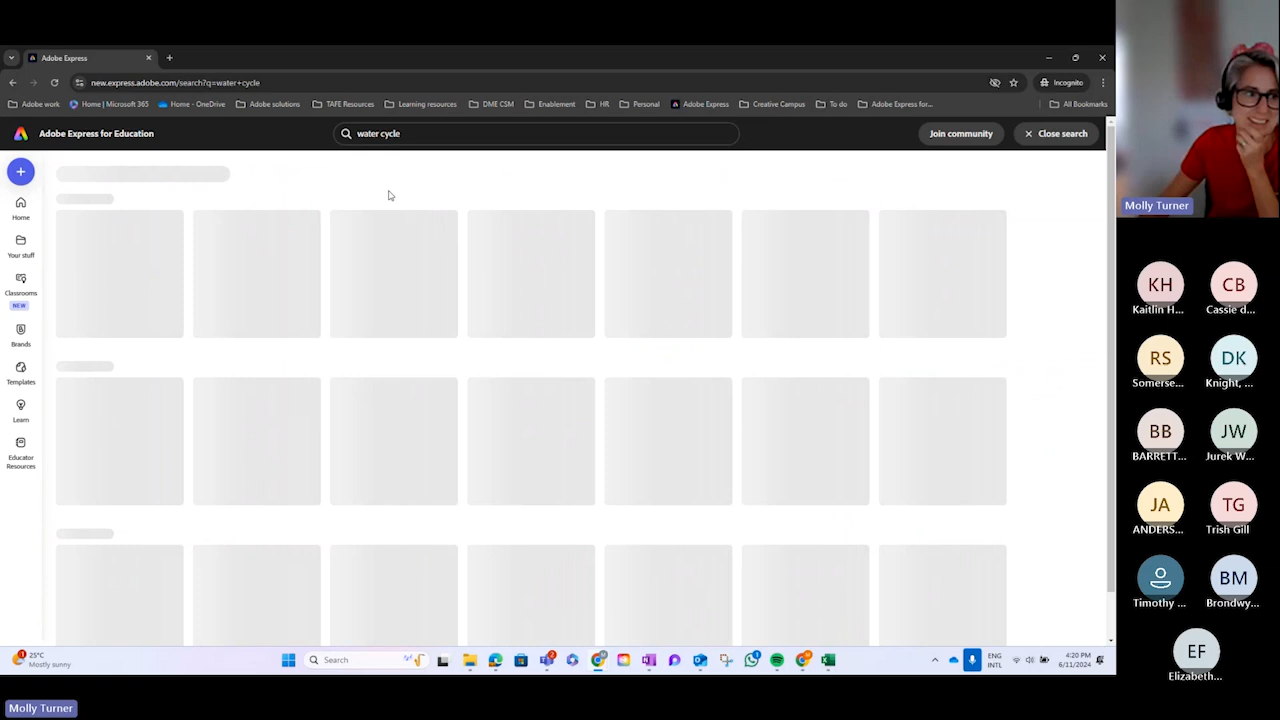 Adobe Express
new.express.adobe.com/search?q=water+cycle
Incognito
Adobe work
Home | Microsoft 365
Home - OneDrive
Adobe solutions
TAFE Resources
Learning resources
DME CSM
Enablement
HR
Personal
Adobe Express
Creative Campus
To do
Adobe Express for...
All Bookmarks
Adobe Express for Education
water cycle
Join community
Close search
Home
Your stuff
Classrooms
NEW
Brands
Templates
Learn
Educator
Resources
25°C
Mostly sunny
Search
ENG
INTL
4:20 PM
6/11/2024
Molly Turner
KH
Kaitlin H...
CB
Cassie d...
RS
Somerse...
DK
Knight, ...
BB
BARRETT...
JW
Jurek W...
JA
ANDERS...
TG
Trish Gill
Timothy ...
BM
Brondwy...
EF
Elizabeth...
Molly Turner